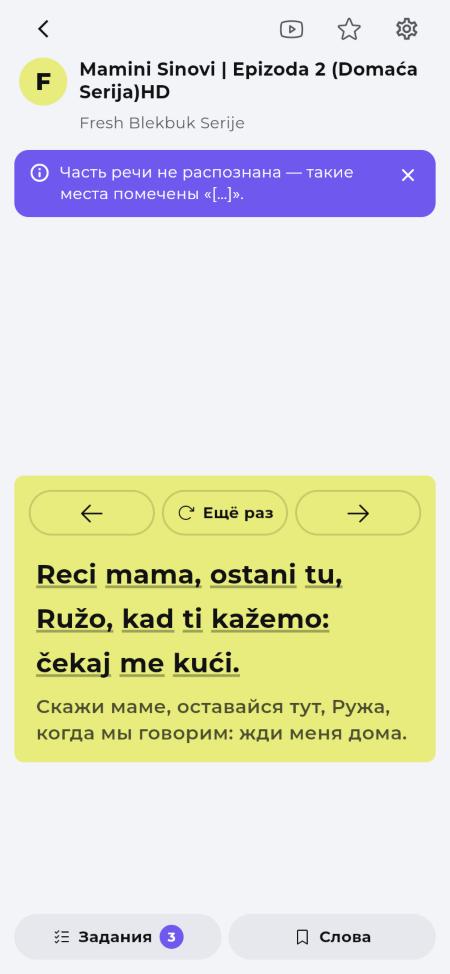 F
Mamini Sinovi | Epizoda 2 (Domaća
Serija)HD
Fresh Blekbuk Serije
Часть речи не распознана — такие
места помечены «[...]».
Ещё раз
Reci mama, ostani tu,
Ružo, kad ti kažemo:
čekaj me kući.
Скажи маме, оставайся тут, Ружа,
когда мы говорим: жди меня дома.
Задания 3
Слова